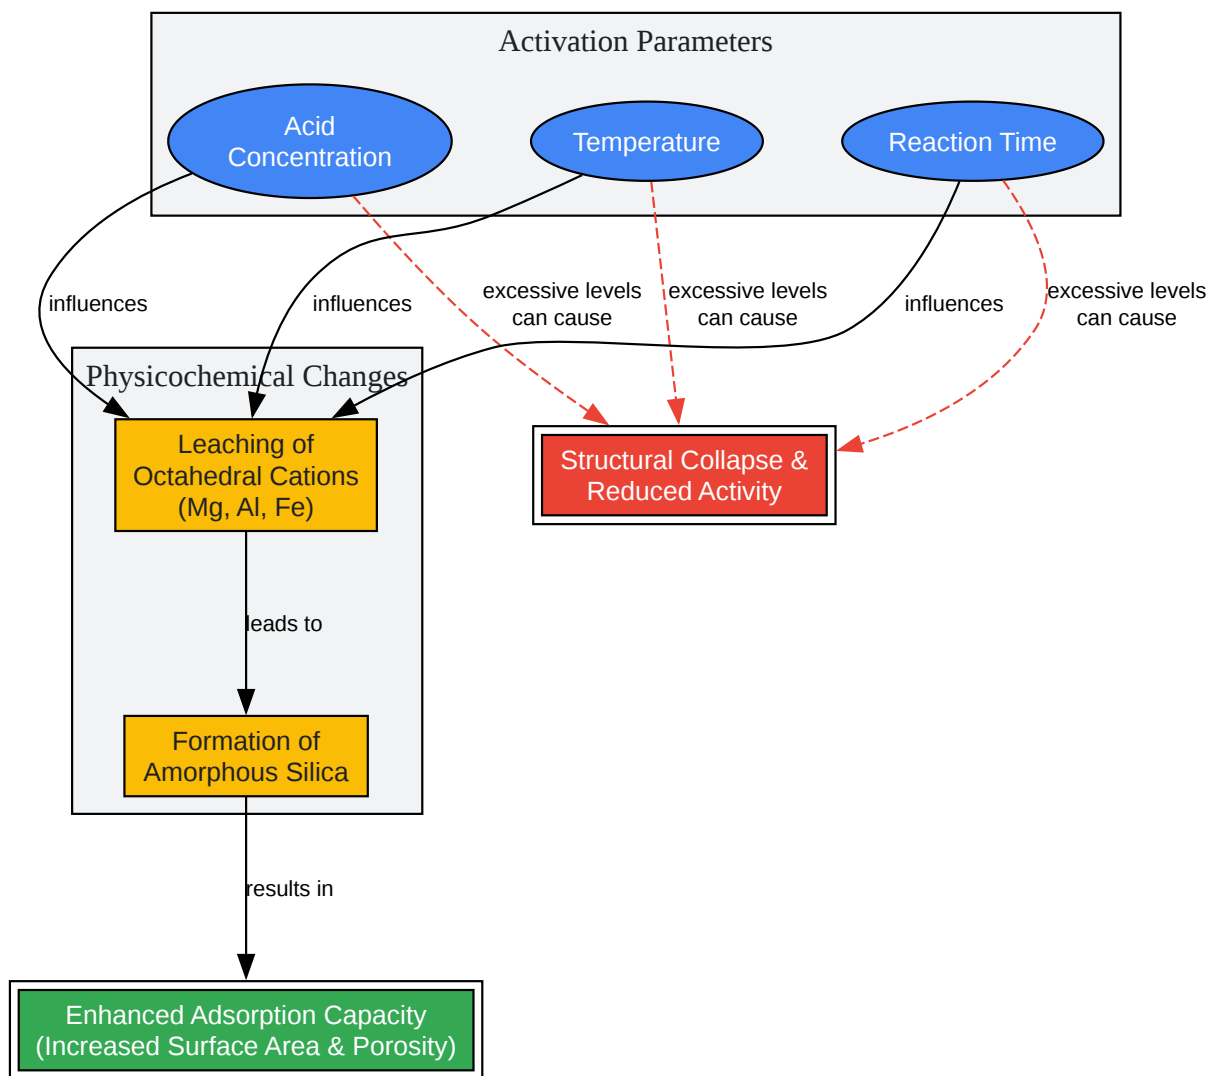 Activation Parameters
Acid
Concentration
Temperature
Reaction Time
influences
influences
excessive levels
can cause
excessive levels
can cause
influences
excessive levels
can cause
Physicochemical Changes
Leaching of
Octahedral Cations
(Mg, Al, Fe)
Structural Collapse &
Reduced Activity
leads to
Formation of
Amorphous Silica
results in
Enhanced Adsorption Capacity
(Increased Surface Area & Porosity)